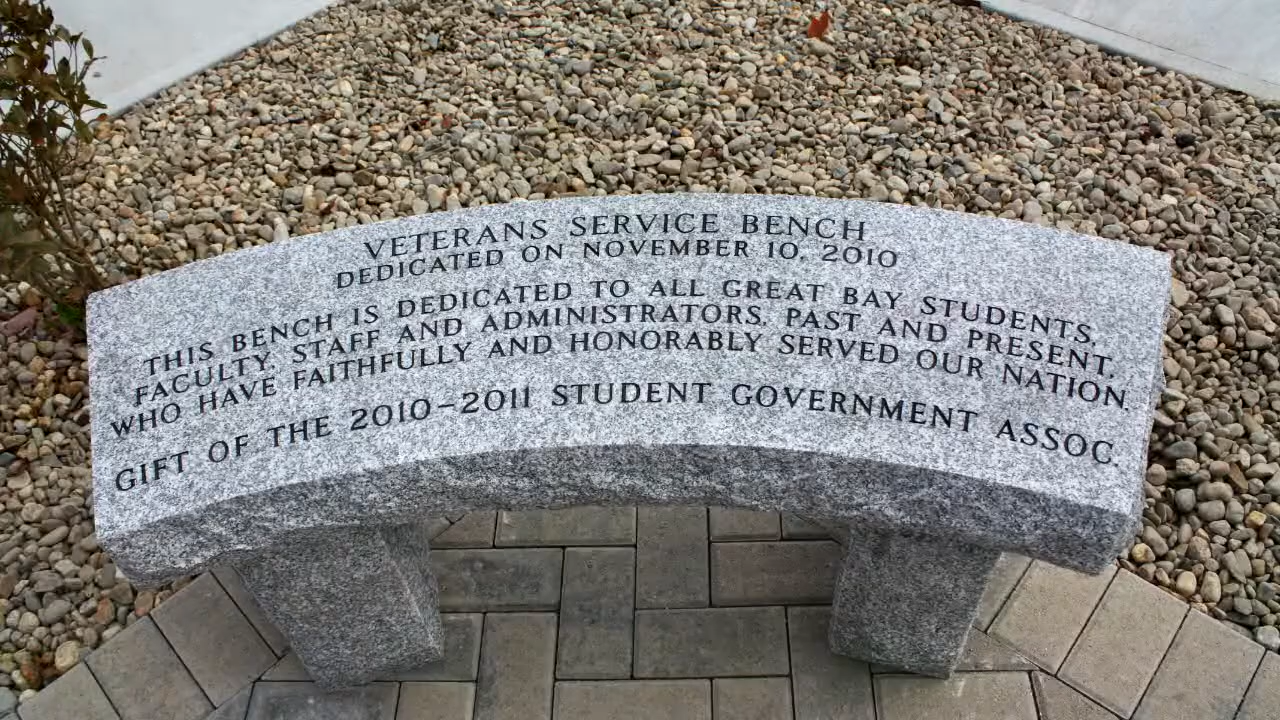 VETERANS SERVICE BENCH
DEDICATED ON NOVEMBER 10, 2010
THIS BENCH IS DEDICATED TO ALL GREAT BAY STUDENTS,
FACULTY, STAFF AND ADMINISTRATORS, PAST AND PRESENT,
WHO HAVE FAITHFULLY AND HONORABLY SERVED OUR NATION.
GIFT OF THE 2010-2011 STUDENT GOVERNMENT ASSOC.